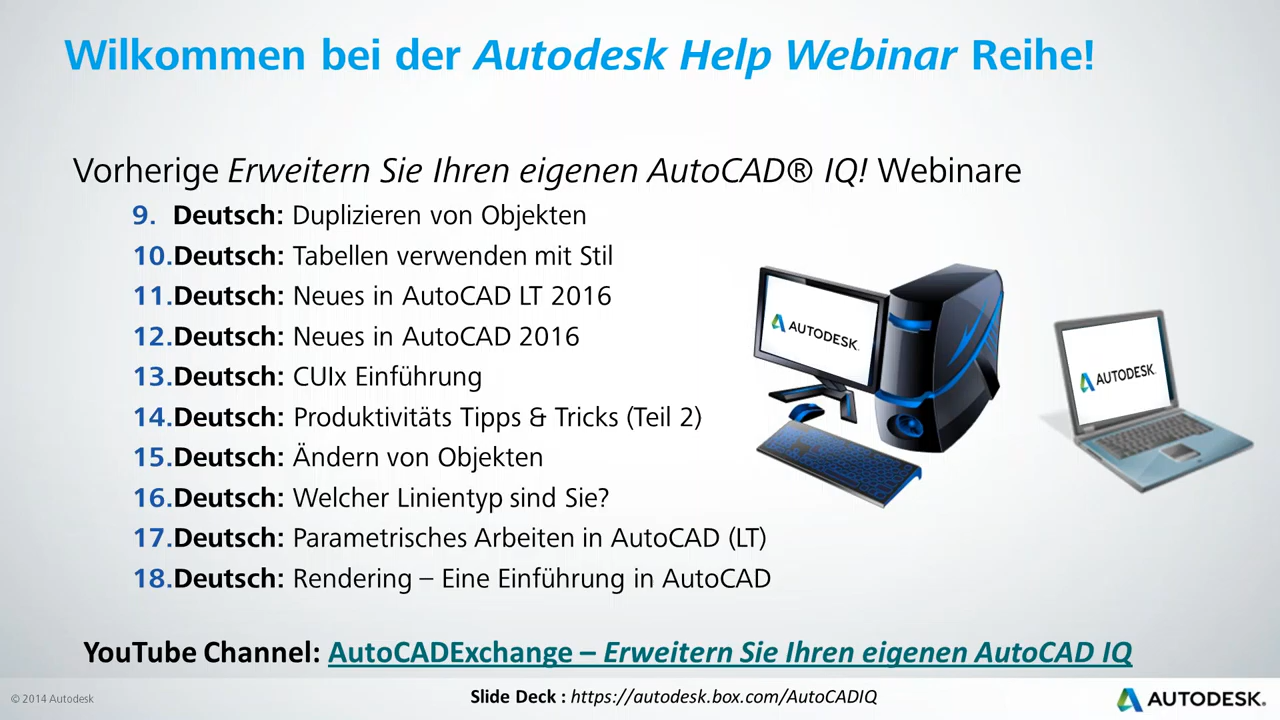 Wilkommen bei der Autodesk Help Webinar Reihe!
Vorherige Erweitern Sie Ihren eigenen AutoCAD® IQ! Webinare
9. Deutsch: Duplizieren von Objekten
10.Deutsch: Tabellen verwenden mit Stil
11.Deutsch: Neues in AutoCAD LT 2016
12.Deutsch: Neues in AutoCAD 2016
13.Deutsch: CUIx Einführung
14.Deutsch: Produktivitäts Tipps & Tricks (Teil 2)
15.Deutsch: Ändern von Objekten
16.Deutsch: Welcher Linientyp sind Sie?
17.Deutsch: Parametrisches Arbeiten in AutoCAD (LT)
18.Deutsch: Rendering – Eine Einführung in AutoCAD
AUTODESK.
AUTODESK.
YouTube Channel: AutoCADExchange – Erweitern Sie Ihren eigenen AutoCAD IQ
© 2014 Autodesk
Slide Deck : https://autodesk.box.com/AutoCADIQ
AUTODESK.